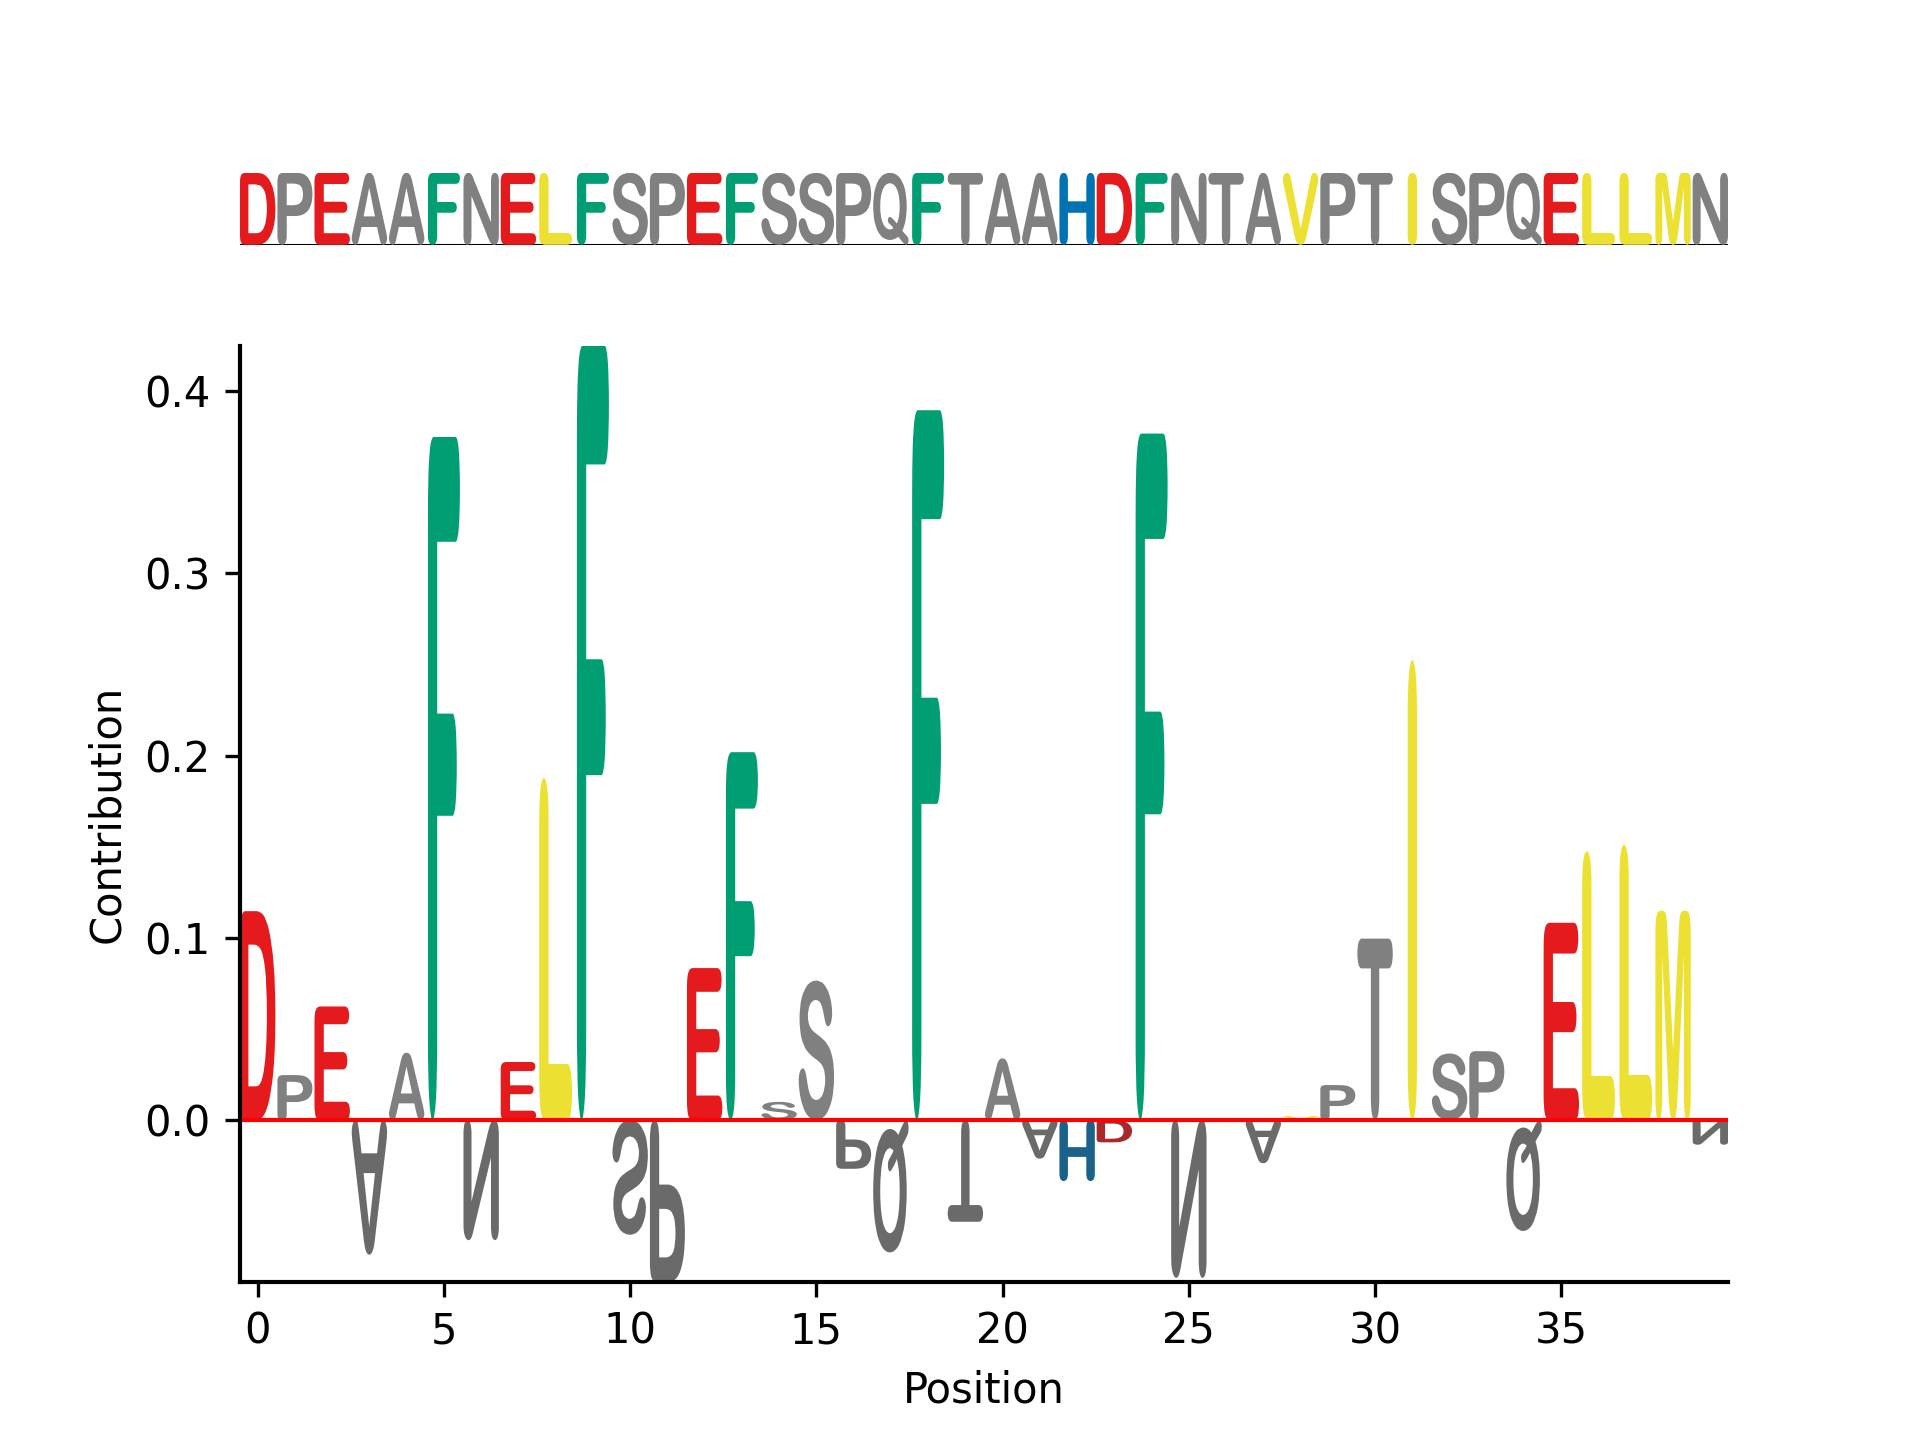 DPEAAFNELFSPEFSSPQFTAAHDFNTAVPTISPQELLMN
Contribution
0.4
0.3
0.2
0.1
0.0
DPEAAFNELFSPEFSSPQFTAAHDFNAPTISPQELLMN
0 5 10 15 20 25 30 35
Position